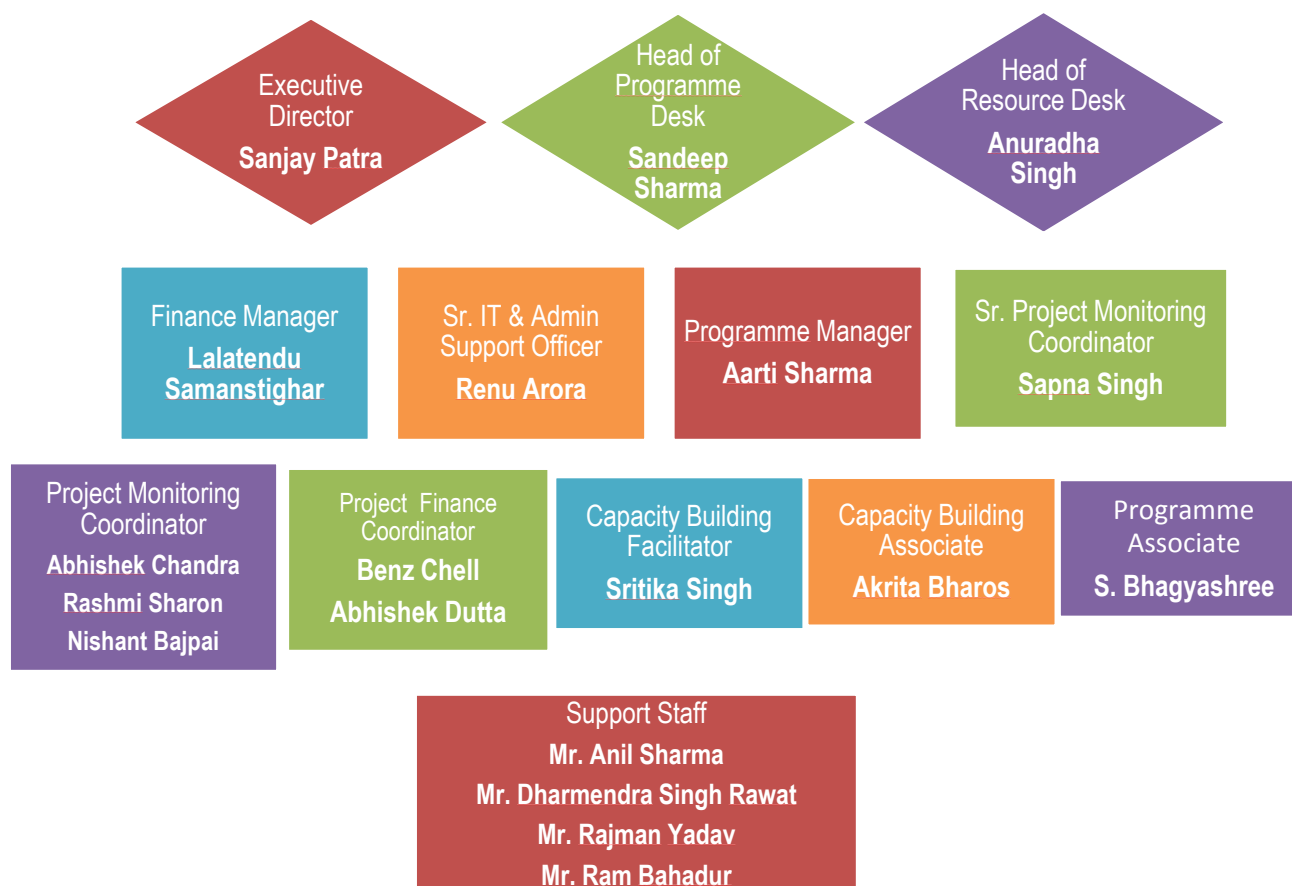 Executive
Director
Sanjay Patra
Head of
Programme
Desk
Sandeep
Sharma
Head of
Resource Desk
Anuradha
Singh
Finance Manager
Lalatendu
Samanstighar
Sr. IT & Admin
Support Officer
Renu Arora
Programme Manager
Aarti Sharma
Sr. Project Monitoring
Coordinator
Sapna Singh
Project Monitoring
Coordinator
Abhishek Chandra
Rashmi Sharon
Nishant Bajpai
Project Finance
Coordinator
Benz Chell
Abhishek Dutta
Capacity Building
Facilitator
Sritika Singh
Capacity Building
Associate
Akrita Bharos
Programme
Associate
S. Bhagyashree
Support Staff
Mr. Anil Sharma
Mr. Dharmendra Singh Rawat
Mr. Rajman Yadav
Mr. Ram Bahadur